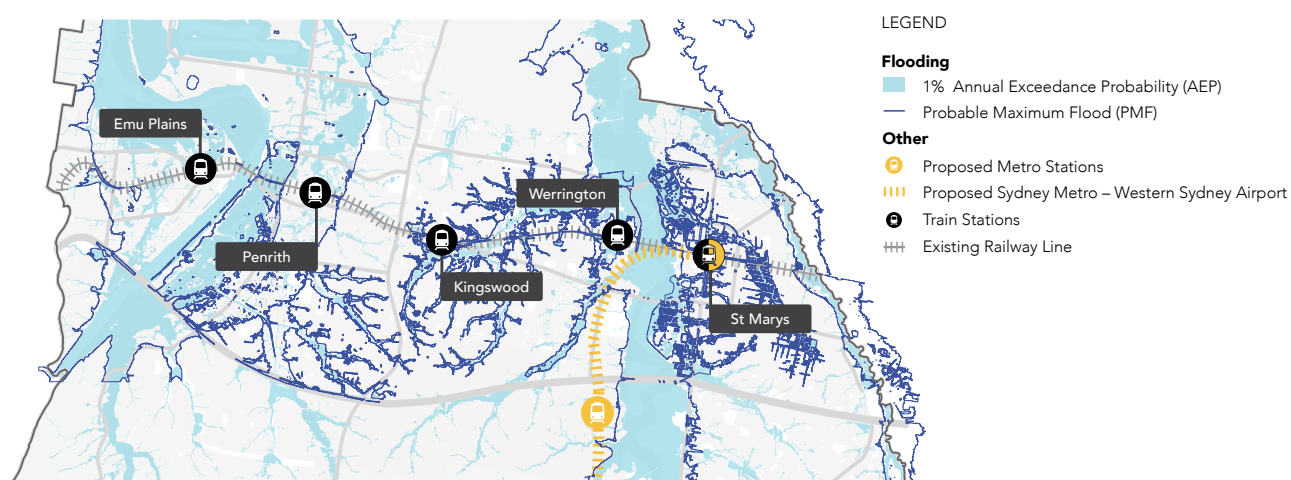 LEGEND
Flooding
1% Annual Exceedance Probability (AEP)
Probable Maximum Flood (PMF)
Other
Proposed Metro Stations
Proposed Sydney Metro – Western Sydney Airport
Train Stations
Existing Railway Line
Emu Plains
Penrith
Kingswood
Werrington
St Marys